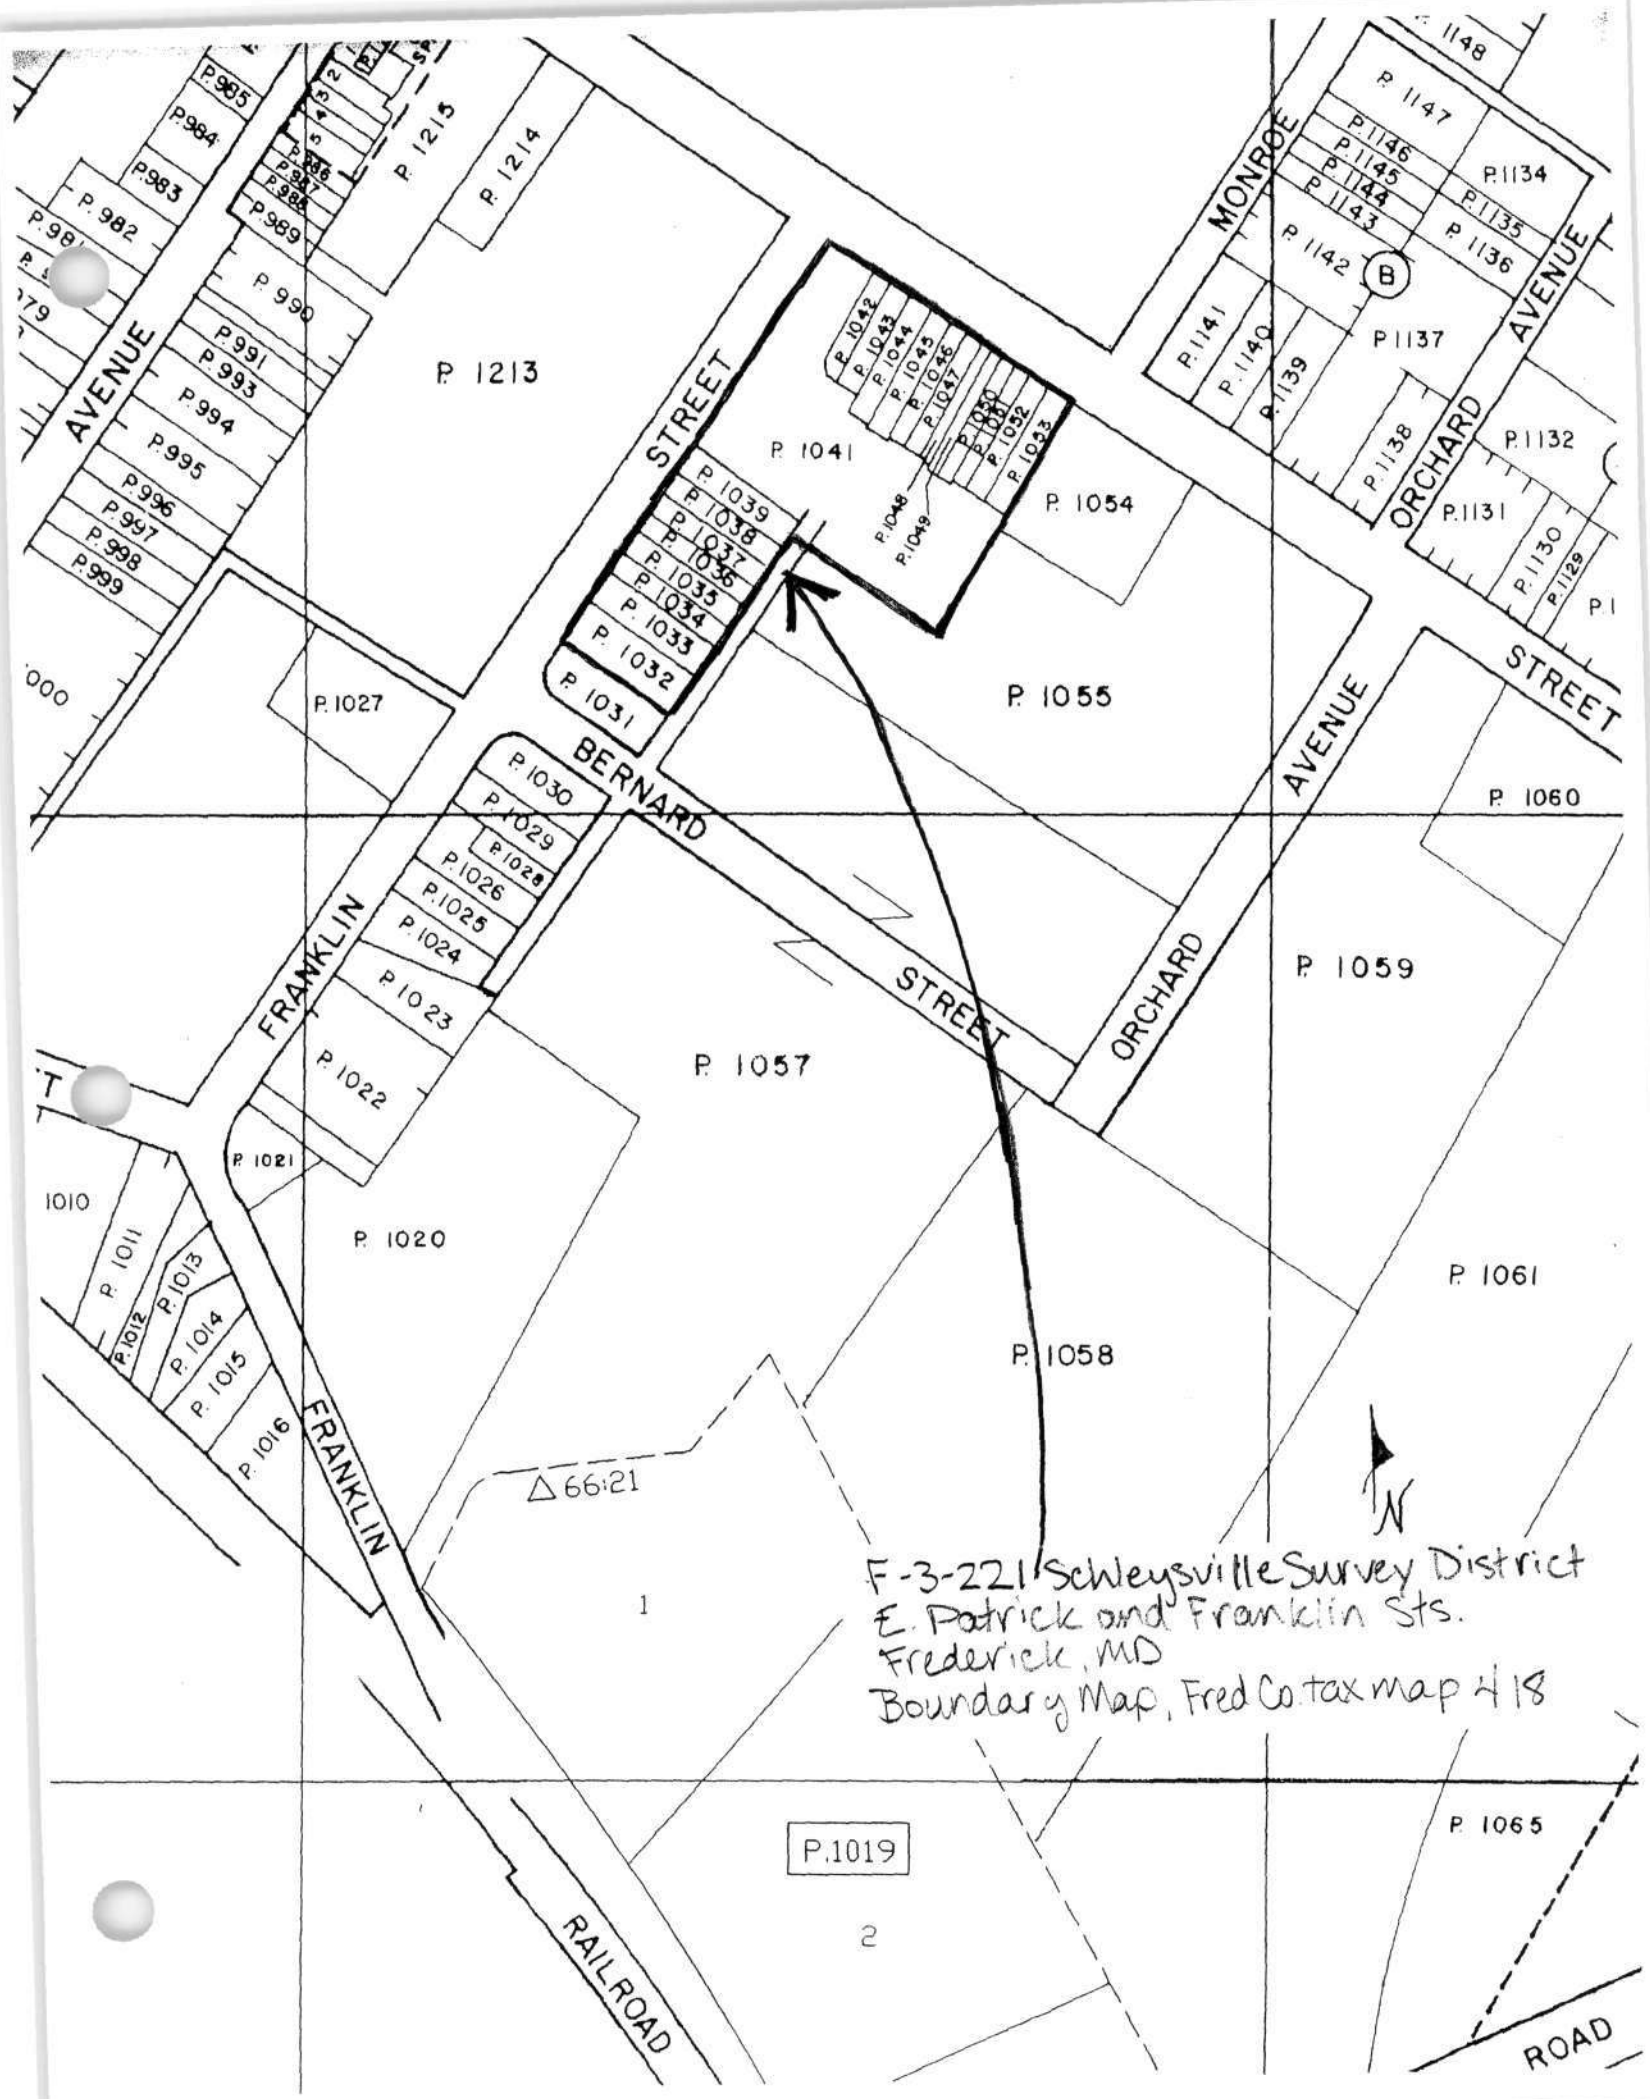 1148
P. 1147
P.985
P.984
P.983
P. 982
P.981
2
3
4
5
P.986
P.987
P.988
P.989
P. 1215
P. 1214
MONROE
P.1146
P.1145
P.1144
P.1143
P. 1142
P.1134
P.1135
P. 1136
B
AVENUE
P. 990
P.991
P.993
P.994
P.995
P.996
P.997
P.998
P.999
AVENUE
P. 1213
STREET
P. 1042
P. 1043
P. 1044
P. 1045
P. 1046
P. 1047
P. 1048
P. 1049
P. 1050
P. 1051
P. 1052
P. 1053
P. 1041
P. 1054
P. 1141
P. 1140
P. 1139
P 1137
P. 1138
ORCHARD
P.1132
P.1131
P. 1130
P. 1129
P. 1
P. 1039
P. 1038
P. 1037
P. 1036
P. 1035
P. 1034
P. 1033
P. 1032
P. 1031
P. 1055
STREET
000
P. 1027
BERNARD
AVENUE
P. 1060
P. 1030
P. 1029
P. 1028
P. 1026
P. 1025
P. 1024
P. 1023
P. 1022
FRANKLIN
STREET
ORCHARD
P. 1059
P. 1057
T
P. 1021
1010
P. 1011
P. 1012
P. 1013
P. 1014
P. 1015
P. 1016
P. 1020
P. 1061
P. 1058
FRANKLIN
△ 66:21
N
1
F-3-221 Schleysville Survey District
E. Patrick and Franklin Sts.
Frederick, MD
Boundary Map, Fred Co. tax map 418
P.1019
P. 1065
2
RAILROAD
ROAD